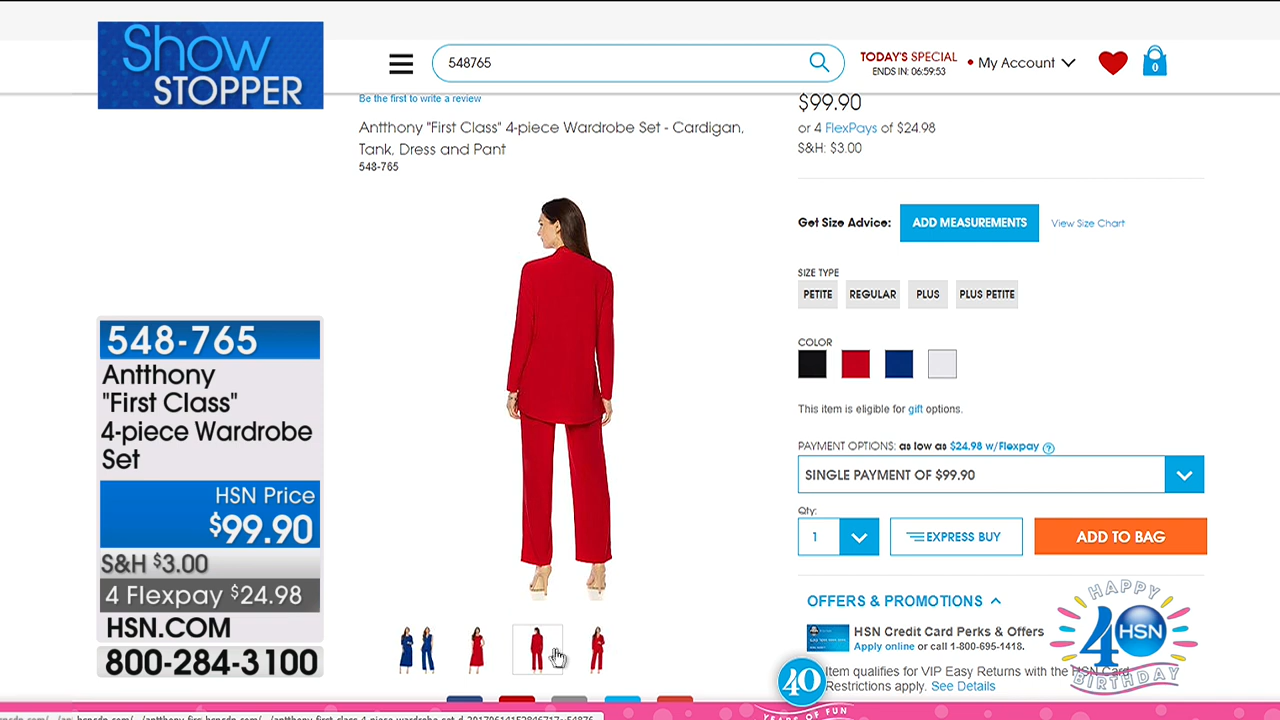 Show
STOPPER
548765
TODAY'S SPECIAL
ENDS IN: 06:59:53
My Account
0
Be the first to write a review
Antthony "First Class" 4-piece Wardrobe Set - Cardigan,
Tank, Dress and Pant
548-765
$99.90
or 4 FlexPays of $24.98
S&H: $3.00
Get Size Advice:
ADD MEASUREMENTS
View Size Chart
SIZE TYPE
PETITE
REGULAR
PLUS
PLUS PETITE
COLOR
This item is eligible for gift options.
PAYMENT OPTIONS: as low as $24.98 w/Flexpay ?
SINGLE PAYMENT OF $99.90
Qty:
1
EXPRESS BUY
ADD TO BAG
OFFERS & PROMOTIONS
HSN Credit Card Perks & Offers
Apply online or call 1-800-695-1418.
Item qualifies for VIP Easy Returns with the HSN Card
Restrictions apply. See Details
548-765
Antthony
"First Class"
4-piece Wardrobe
Set
HSN Price
$99.90
S&H $3.00
4 Flexpay $24.98
HSN.COM
800-284-3100
HAPPY
40
HSN
BIRTHDAY
40
YEARS OF FUN